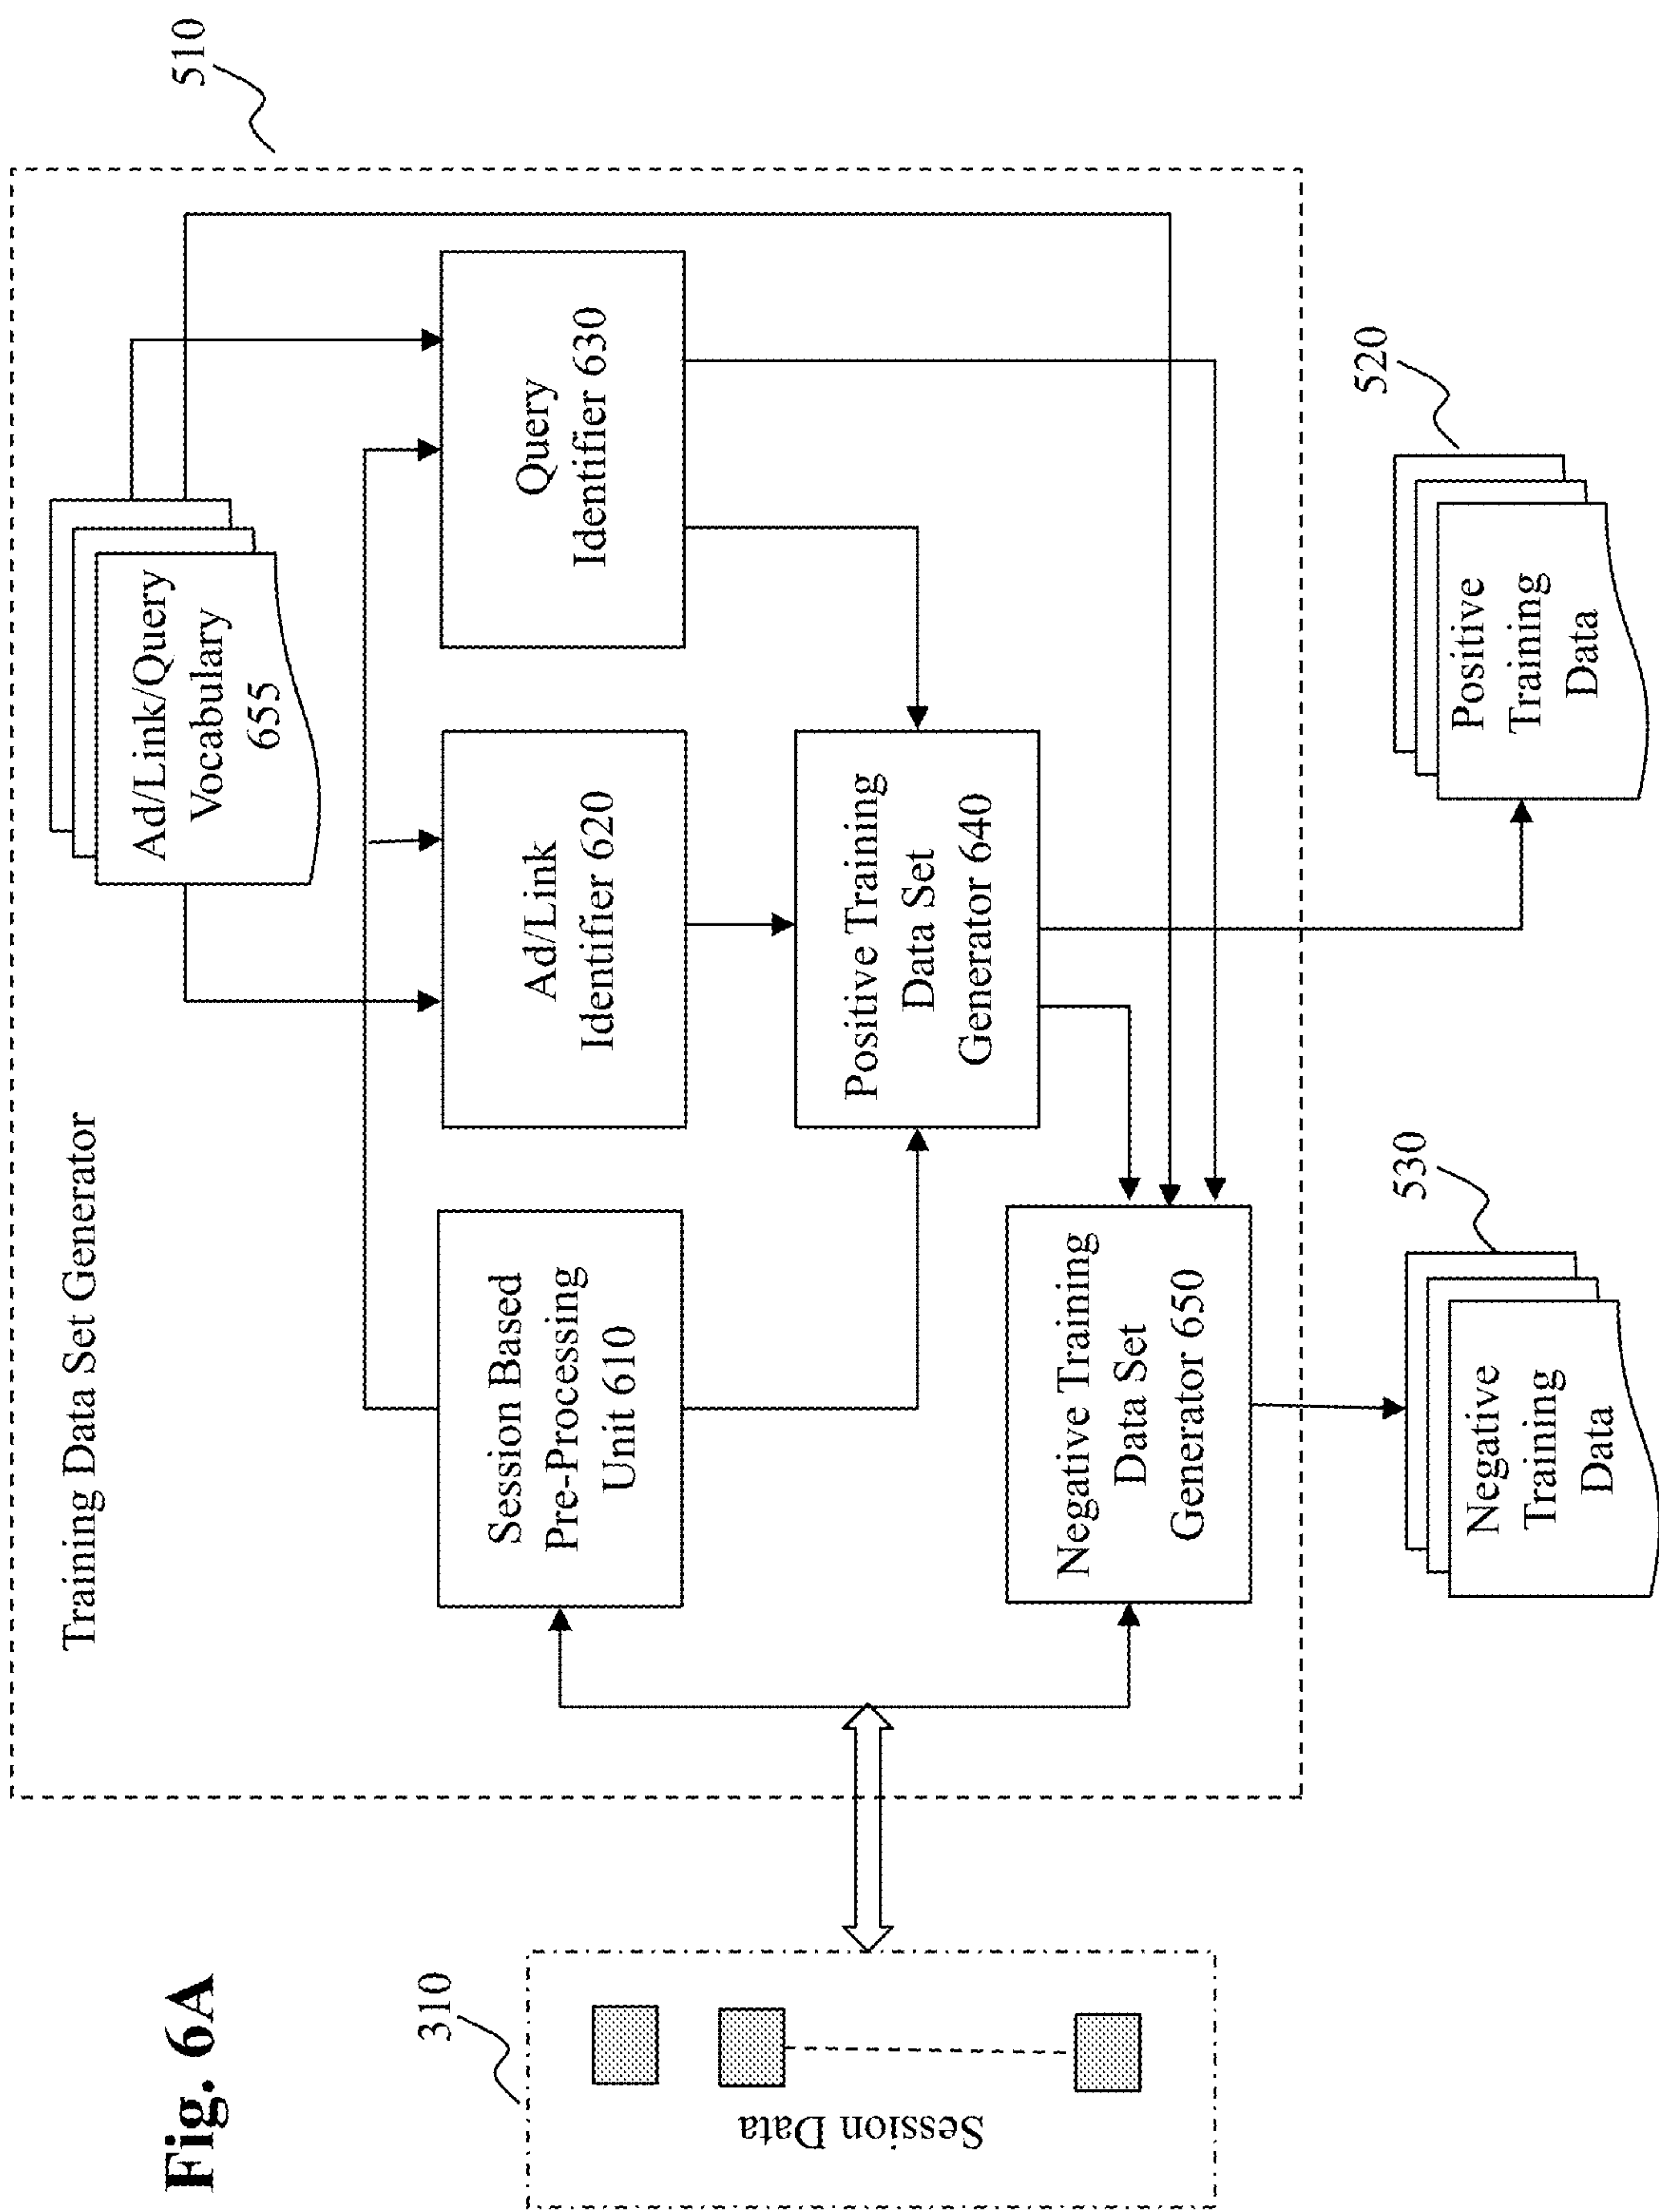 Fig. 6A
510
Training Data Set Generator
Ad/Link/Query
Vocabulary
655
310
Session Data
Session Based
Pre-Processing
Unit 610
Ad/Link
Identifier 620
Query
Identifier 630
Positive Training
Data Set
Generator 640
Negative Training
Data Set
Generator 650
530
Negative
Training
Data
520
Positive
Training
Data